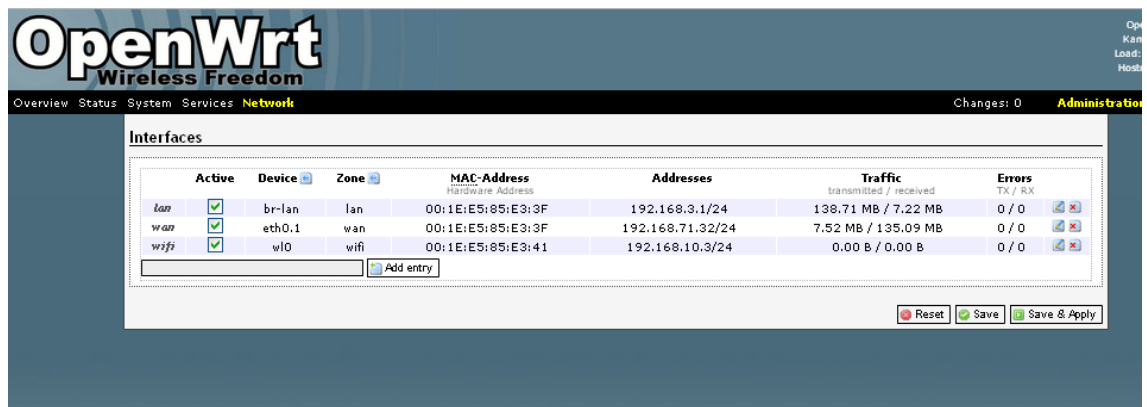 OpenWrt
Wireless Freedom
Load:
Overview Status System Services Network Changes: 0 Administration
Interfaces
Active Device Zone MAC-Address Addresses Traffic Errors
Hardware Address transmitted / received TX / RX
lan br-lan lan 00:1E:E5:85:E3:3F 192.168.3.1/24 138.71 MB / 7.22 MB 0 / 0
wan eth0.1 wan 00:1E:E5:85:E3:3F 192.168.71.32/24 7.52 MB / 135.09 MB 0 / 0
wifi wl0 wifi 00:1E:E5:85:E3:41 192.168.10.3/24 0.00 B / 0.00 B 0 / 0
Add entry
Reset Save Save & Apply